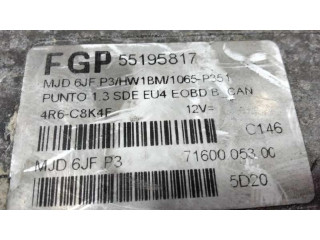 FGP 55195817
MJD 6JF P3/HW1BM/1065-P351
PUNTO 1.3 SDE EU4 EOBD B_CAN
4R6-C8K4F 12V=
C146
MJD 6JF P3 71600 053 00
5D20